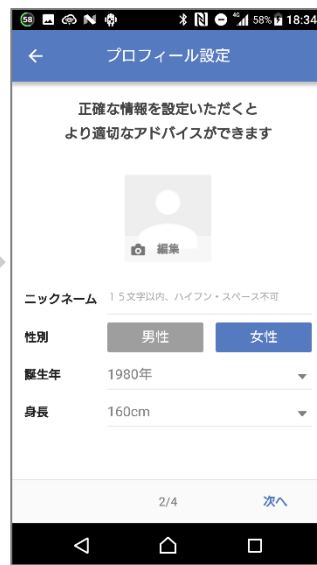 58 58% 18:34
プロフィール設定
正確な情報を設定いただくと
より適切なアドバイスができます
編集
ニックネーム 15文字以内、ハイフン・スペース不可
性別 男性 女性
誕生年 1980年
身長 160cm
2/4 次へ